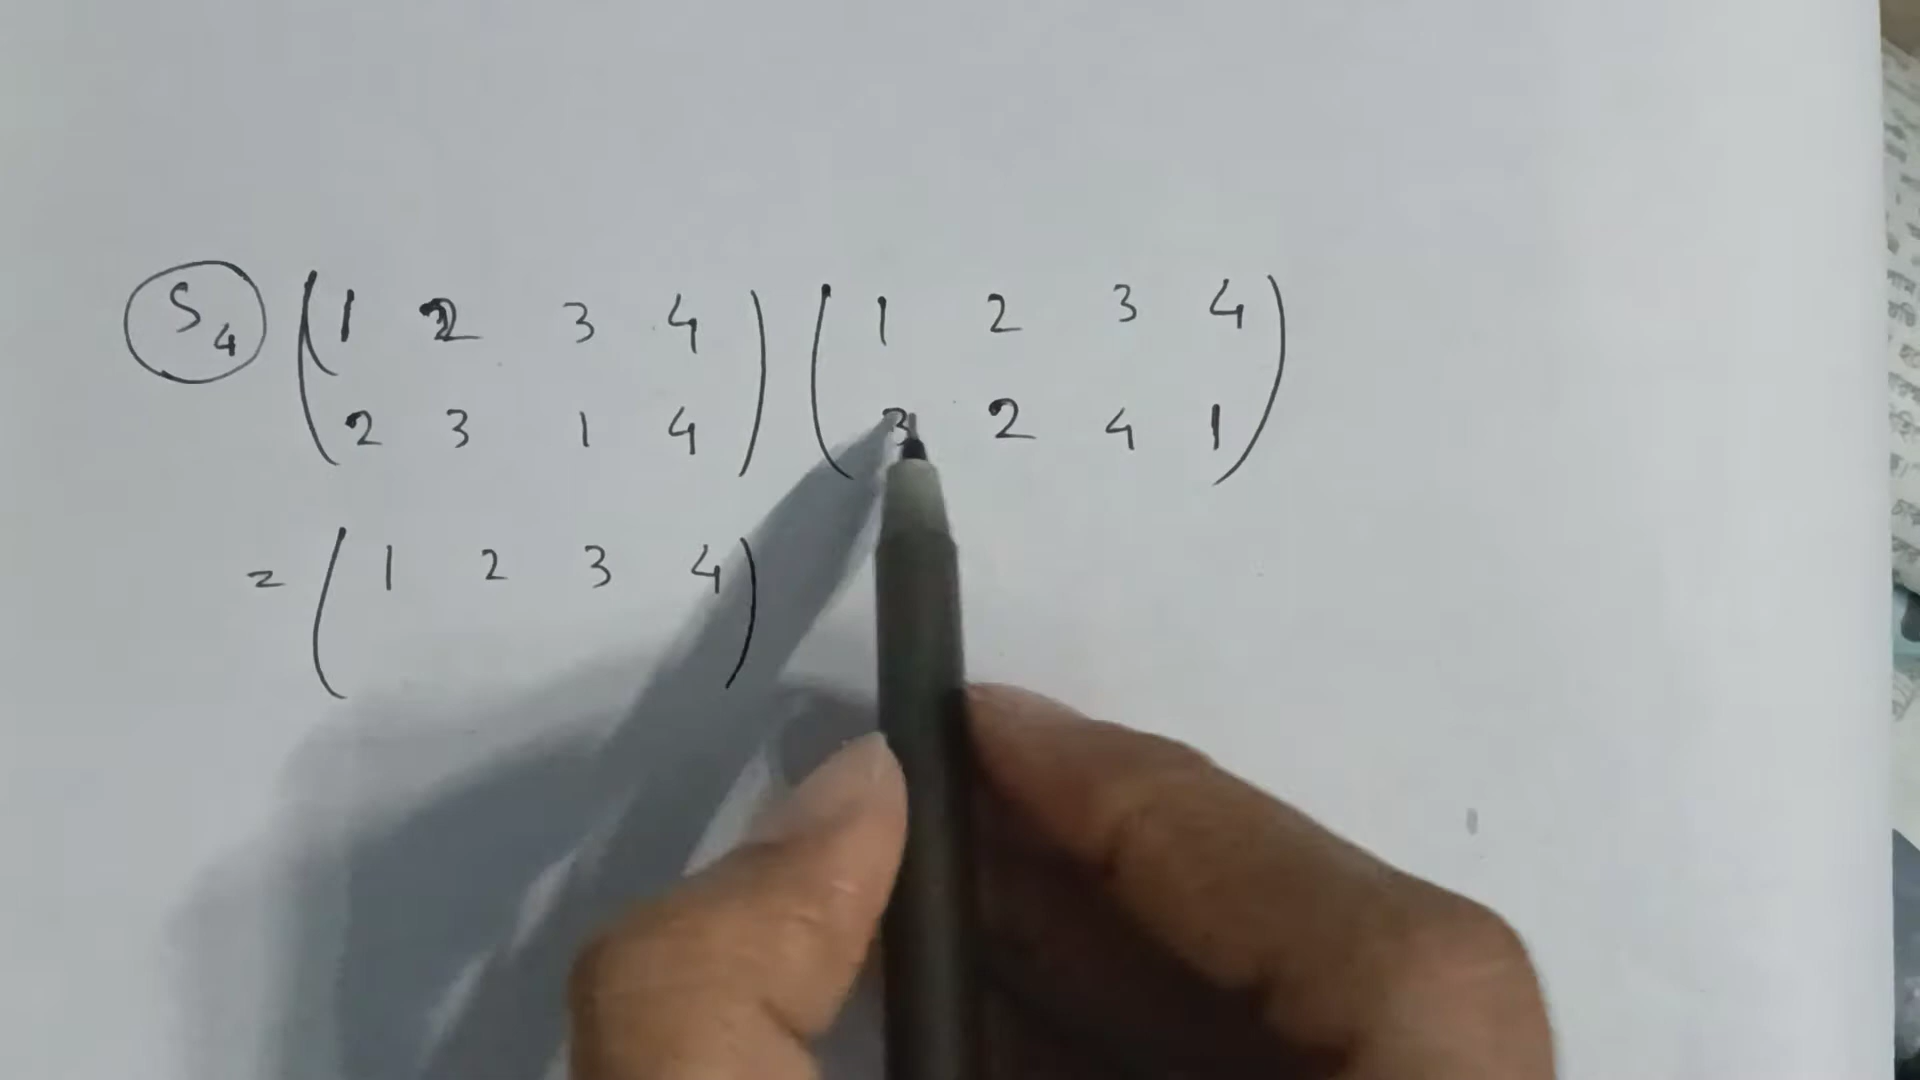 S₄ ( 1 2 3 4 ) ( 1 2 3 4 )
2 3 1 4 3 2 4 1
= ( 1 2 3 4 )